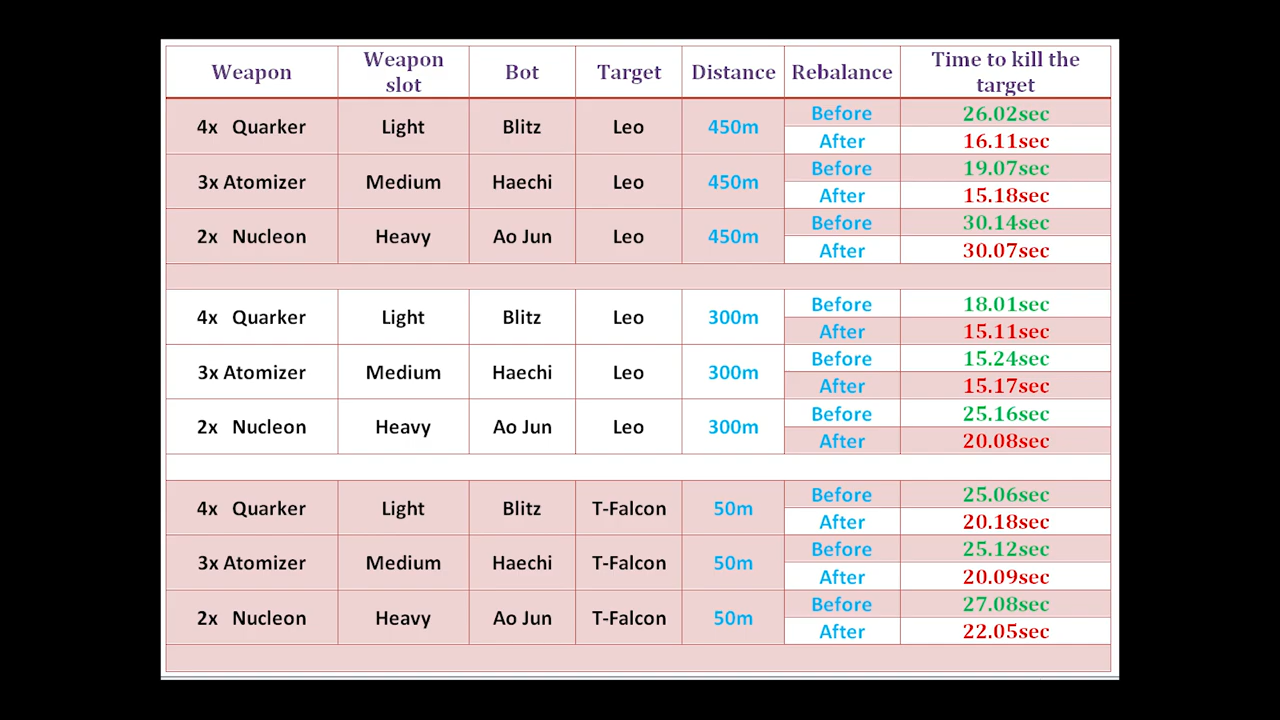 Weapon Weapon slot Bot Target Distance Rebalance Time to kill the target
4x Quarker Light Blitz Leo 450m Before 26.02sec
After 16.11sec
3x Atomizer Medium Haechi Leo 450m Before 19.07sec
After 15.18sec
2x Nucleon Heavy Ao Jun Leo 450m Before 30.14sec
After 30.07sec
4x Quarker Light Blitz Leo 300m Before 18.01sec
After 15.11sec
3x Atomizer Medium Haechi Leo 300m Before 15.24sec
After 15.17sec
2x Nucleon Heavy Ao Jun Leo 300m Before 25.16sec
After 20.08sec
4x Quarker Light Blitz T-Falcon 50m Before 25.06sec
After 20.18sec
3x Atomizer Medium Haechi T-Falcon 50m Before 25.12sec
After 20.09sec
2x Nucleon Heavy Ao Jun T-Falcon 50m Before 27.08sec
After 22.05sec